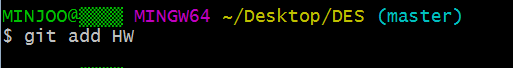 MINJOO@▒▒▒▒ MINGW64 ~/Desktop/DES (master)
$ git add HW